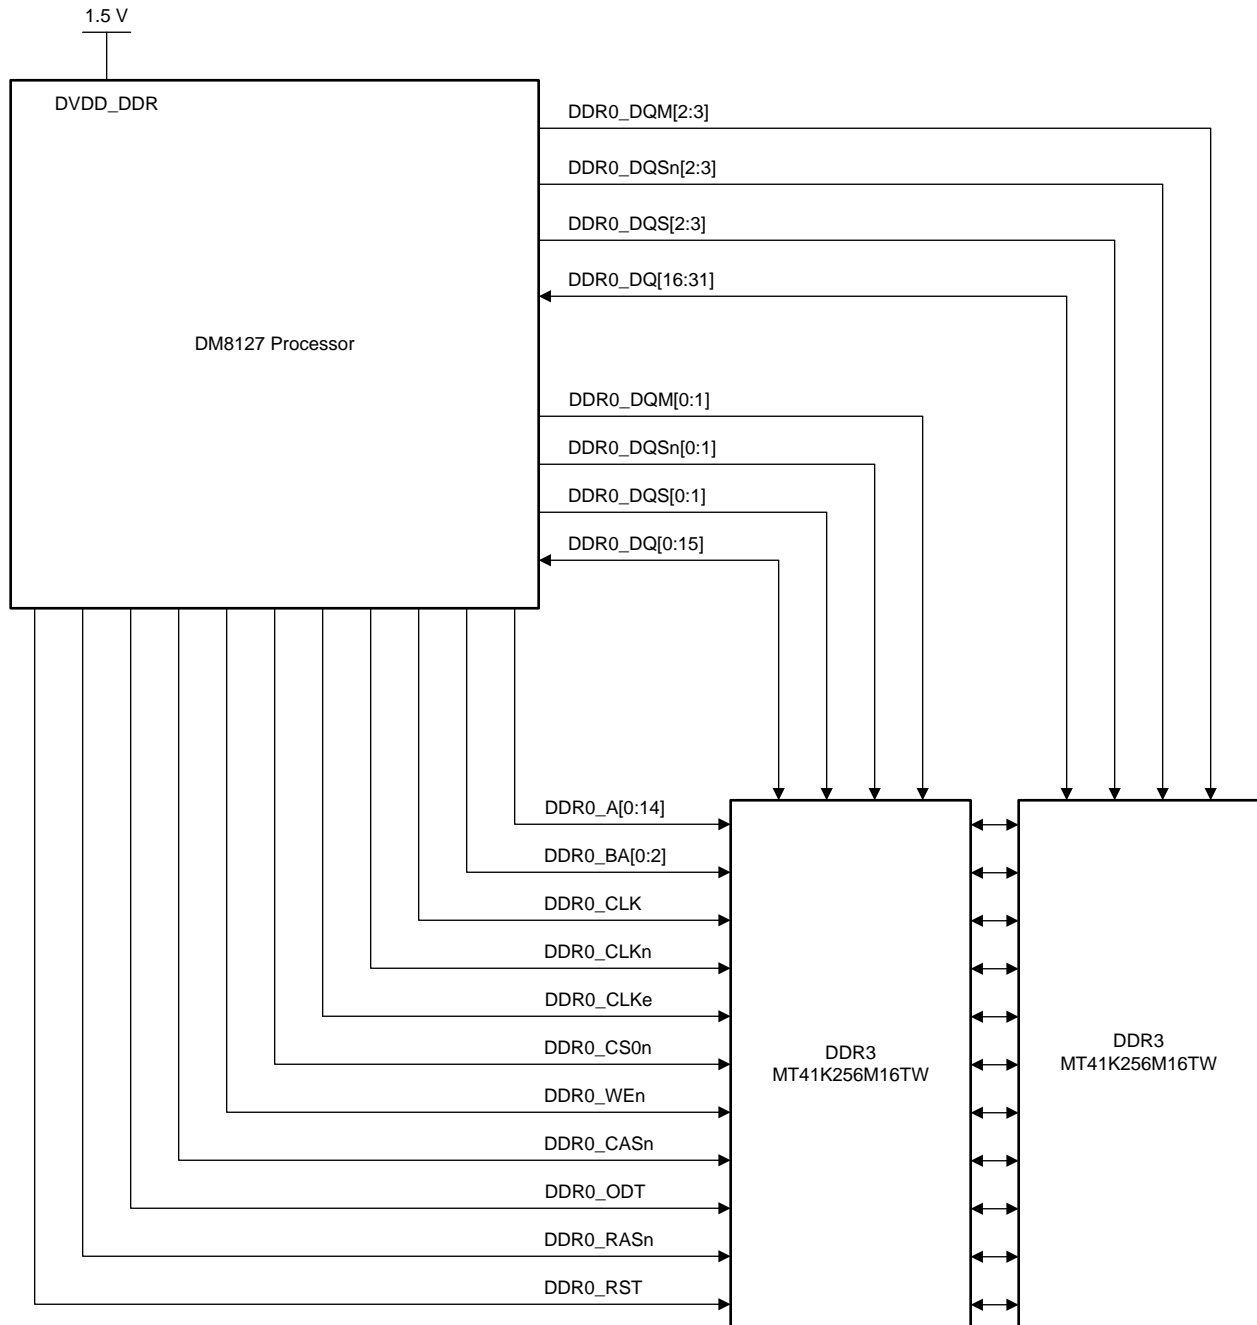 1.5 V
DVDD_DDR
DDR0_DQM[2:3]
DDR0_DQSn[2:3]
DDR0_DQS[2:3]
DDR0_DQ[16:31]
DM8127 Processor
DDR0_DQM[0:1]
DDR0_DQSn[0:1]
DDR0_DQS[0:1]
DDR0_DQ[0:15]
DDR0_A[0:14]
DDR0_BA[0:2]
DDR0_CLK
DDR0_CLKn
DDR0_CLKe
DDR0_CS0n
DDR0_WEn
DDR0_CASn
DDR0_ODT
DDR0_RASn
DDR0_RST
DDR3
MT41K256M16TW
DDR3
MT41K256M16TW